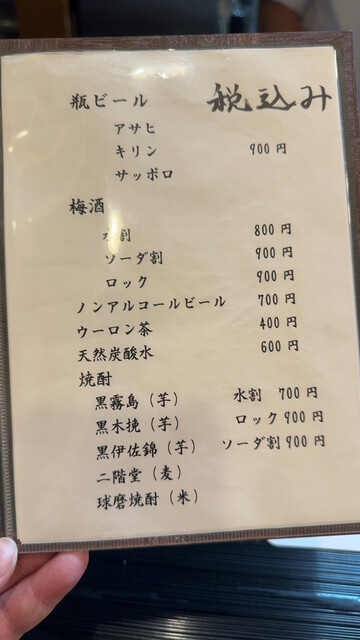 瓶ビール 税込み
アサヒ
キリン 900円
サッポロ
梅酒
水割 800円
ソーダ割 900円
ロック 900円
ノンアルコールビール 700円
ウーロン茶 400円
天然炭酸水 600円
焼酎
黒霧島(芋) 水割 700円
黒木挽(芋) ロック 900円
黒伊佐錦(芋) ソーダ割 900円
二階堂(麦)
球磨焼酎(米)